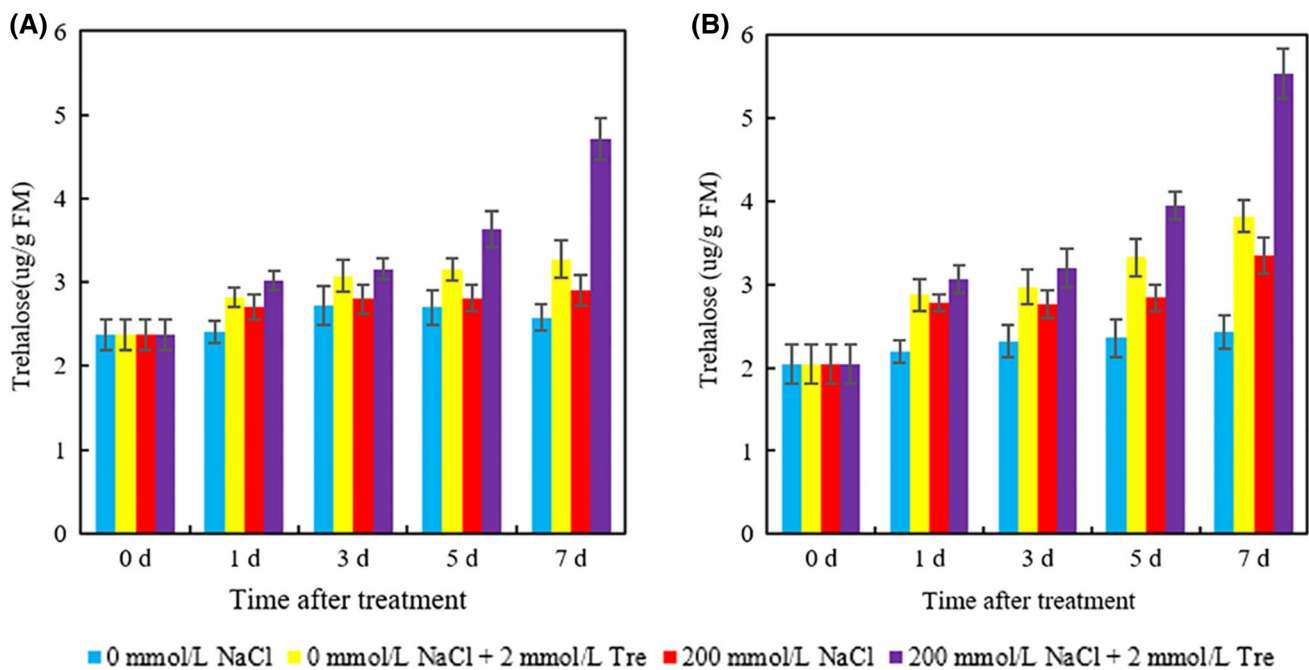 (A)
6
5
4
3
2
1
0
Trehalose(ug/g FM)
0 d 1 d 3 d 5 d 7 d
Time after treatment
(B)
6
5
4
3
2
1
0
Trehalose (ug/g FM)
0 d 1 d 3 d 5 d 7 d
Time after treatment
0 mmol/L NaCl 0 mmol/L NaCl + 2 mmol/L Tre 200 mmol/L NaCl 200 mmol/L NaCl + 2 mmol/L Tre